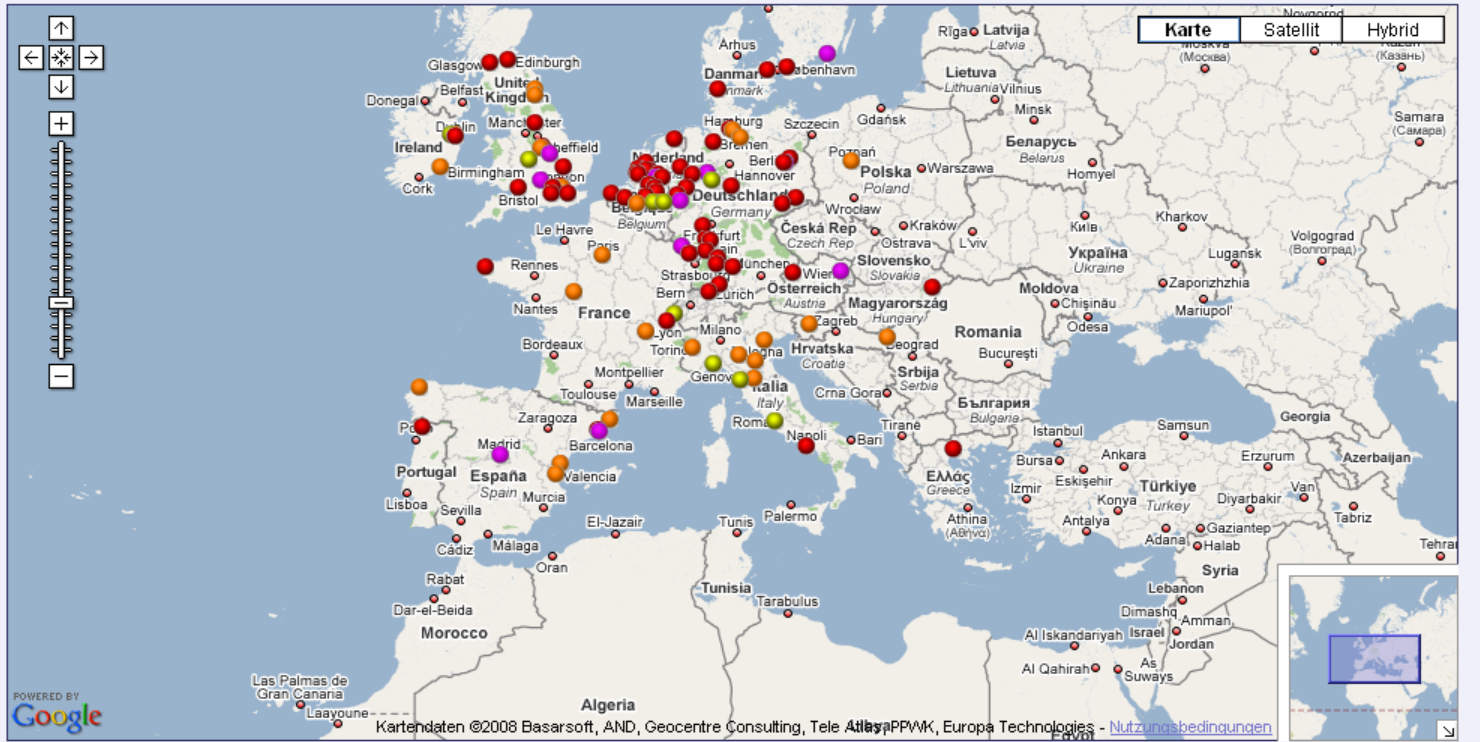 Karte
Satellit
Hybrid
Novgorod
Rīga
Latvija
Latvia
Москва
(Москва)
Казань
(Казань)
Arhus
Glasgow
Edinburgh
United
Kingdom
Donegal
Belfast
Danmark
København
Lietuva
Lithuania
Vilnius
Minsk
Gdańsk
Samara
(Самара)
Dublin
Manchester
Sheffield
Hamburg
Szczecin
Беларусь
Belarus
Homyel
Ireland
Bremen
Nederland
Poznań
Polska
Poland
Warszawa
Cork
Birmingham
Hannover
London
Deutschland
Germany
Bristol
Wrocław
Belgium
Kharkov
Le Havre
Česká Rep
Czech Rep
Kraków
Ostrava
L'viv
Київ
Volgograd
(Волгоград)
Paris
Україна
Ukraine
Lugansk
Rennes
Slovensko
Slovakia
Strasbourg
München
Wien
Österreich
Austria
Zaporizhzhia
Mariupol'
Nantes
France
Bern
Zurich
Magyarország
Hungary
Moldova
Chişinău
Odesa
Lyon
Milano
Zagreb
Romania
Bordeaux
Torino
Hrvatska
Croatia
Beograd
Bucureşti
Montpellier
Genova
Srbija
Serbia
Toulouse
Marseille
Italia
Italy
Crna Gora
България
Bulgaria
Georgia
Zaragoza
Roma
Tiranë
Istanbul
Samsun
Madrid
Barcelona
Napoli
Bari
Bursa
Ankara
Erzurum
Azerbaijan
Portugal
España
Spain
Valencia
Ελλάς
Greece
Eskişehir
Türkiye
Turkey
Van
Lisboa
Murcia
Izmir
Konya
Diyarbakir
Sevilla
El-Jazair
Tunis
Palermo
Athina
(Αθήνα)
Antalya
Gaziantep
Tabriz
Cádiz
Málaga
Adana
Halab
Tehran
Oran
Syria
Rabat
Tunisia
Lebanon
Dar-el-Beida
Tarabulus
Dimashq
Amman
Morocco
Al Iskandariyah
Israel
Jordan
Al Qahirah
As
Suways
Las Palmas de
Gran Canaria
Laayoune
Algeria
POWERED BY
Google
Kartendaten ©2008 Basarsoft, AND, Geocentre Consulting, Tele Atlas, PPWK, Europa Technologies - Nutzungsbedingungen
Egypt